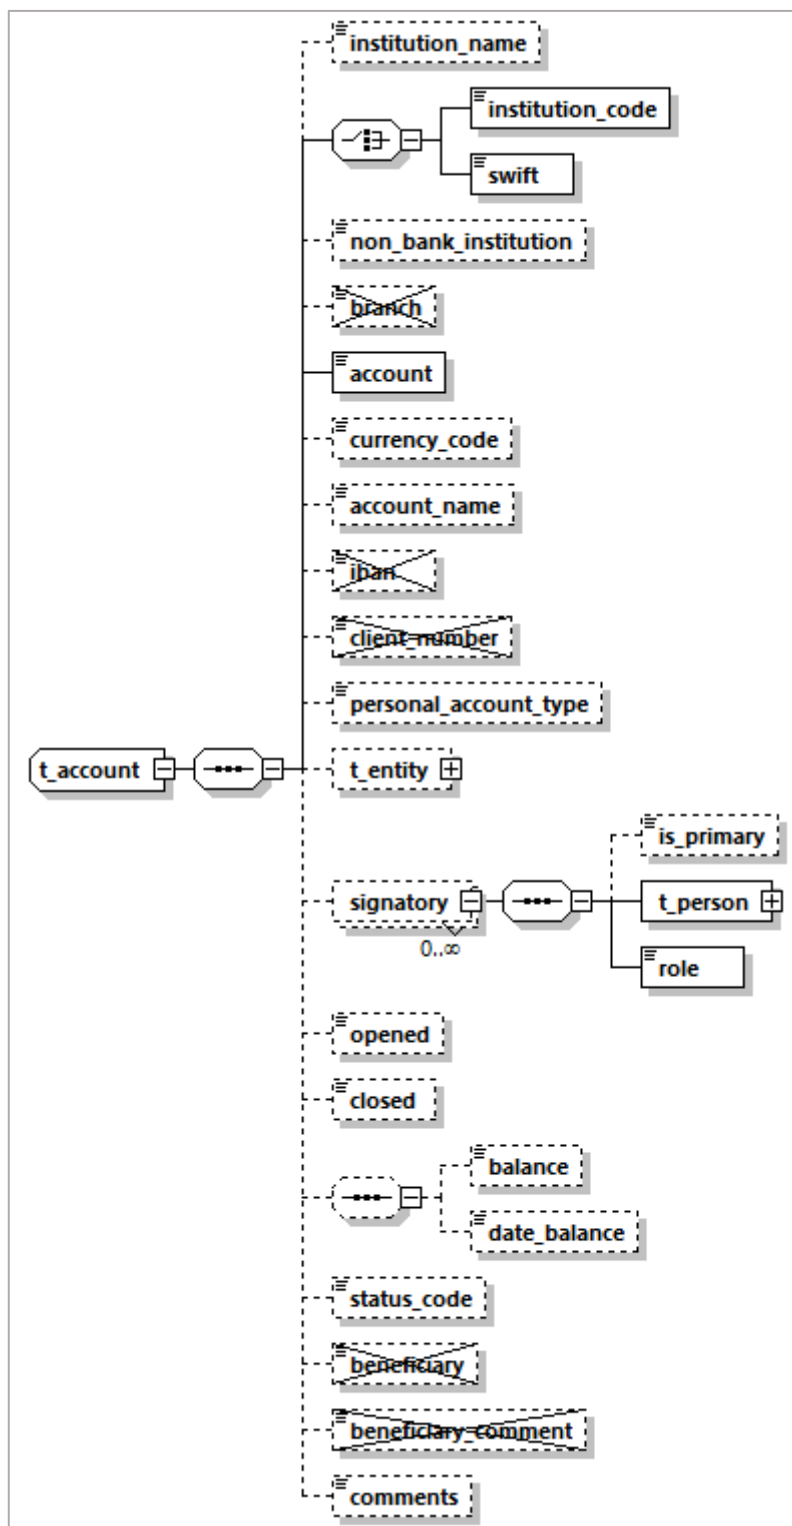 institution_name
institution_code
swift
non_bank_institution
branch
account
currency_code
account_name
iban
client_number
personal_account_type
t_account
t_entity
is_primary
signatory
t_person
0..∞
role
opened
closed
balance
date_balance
status_code
beneficiary
beneficiary_comment
comments